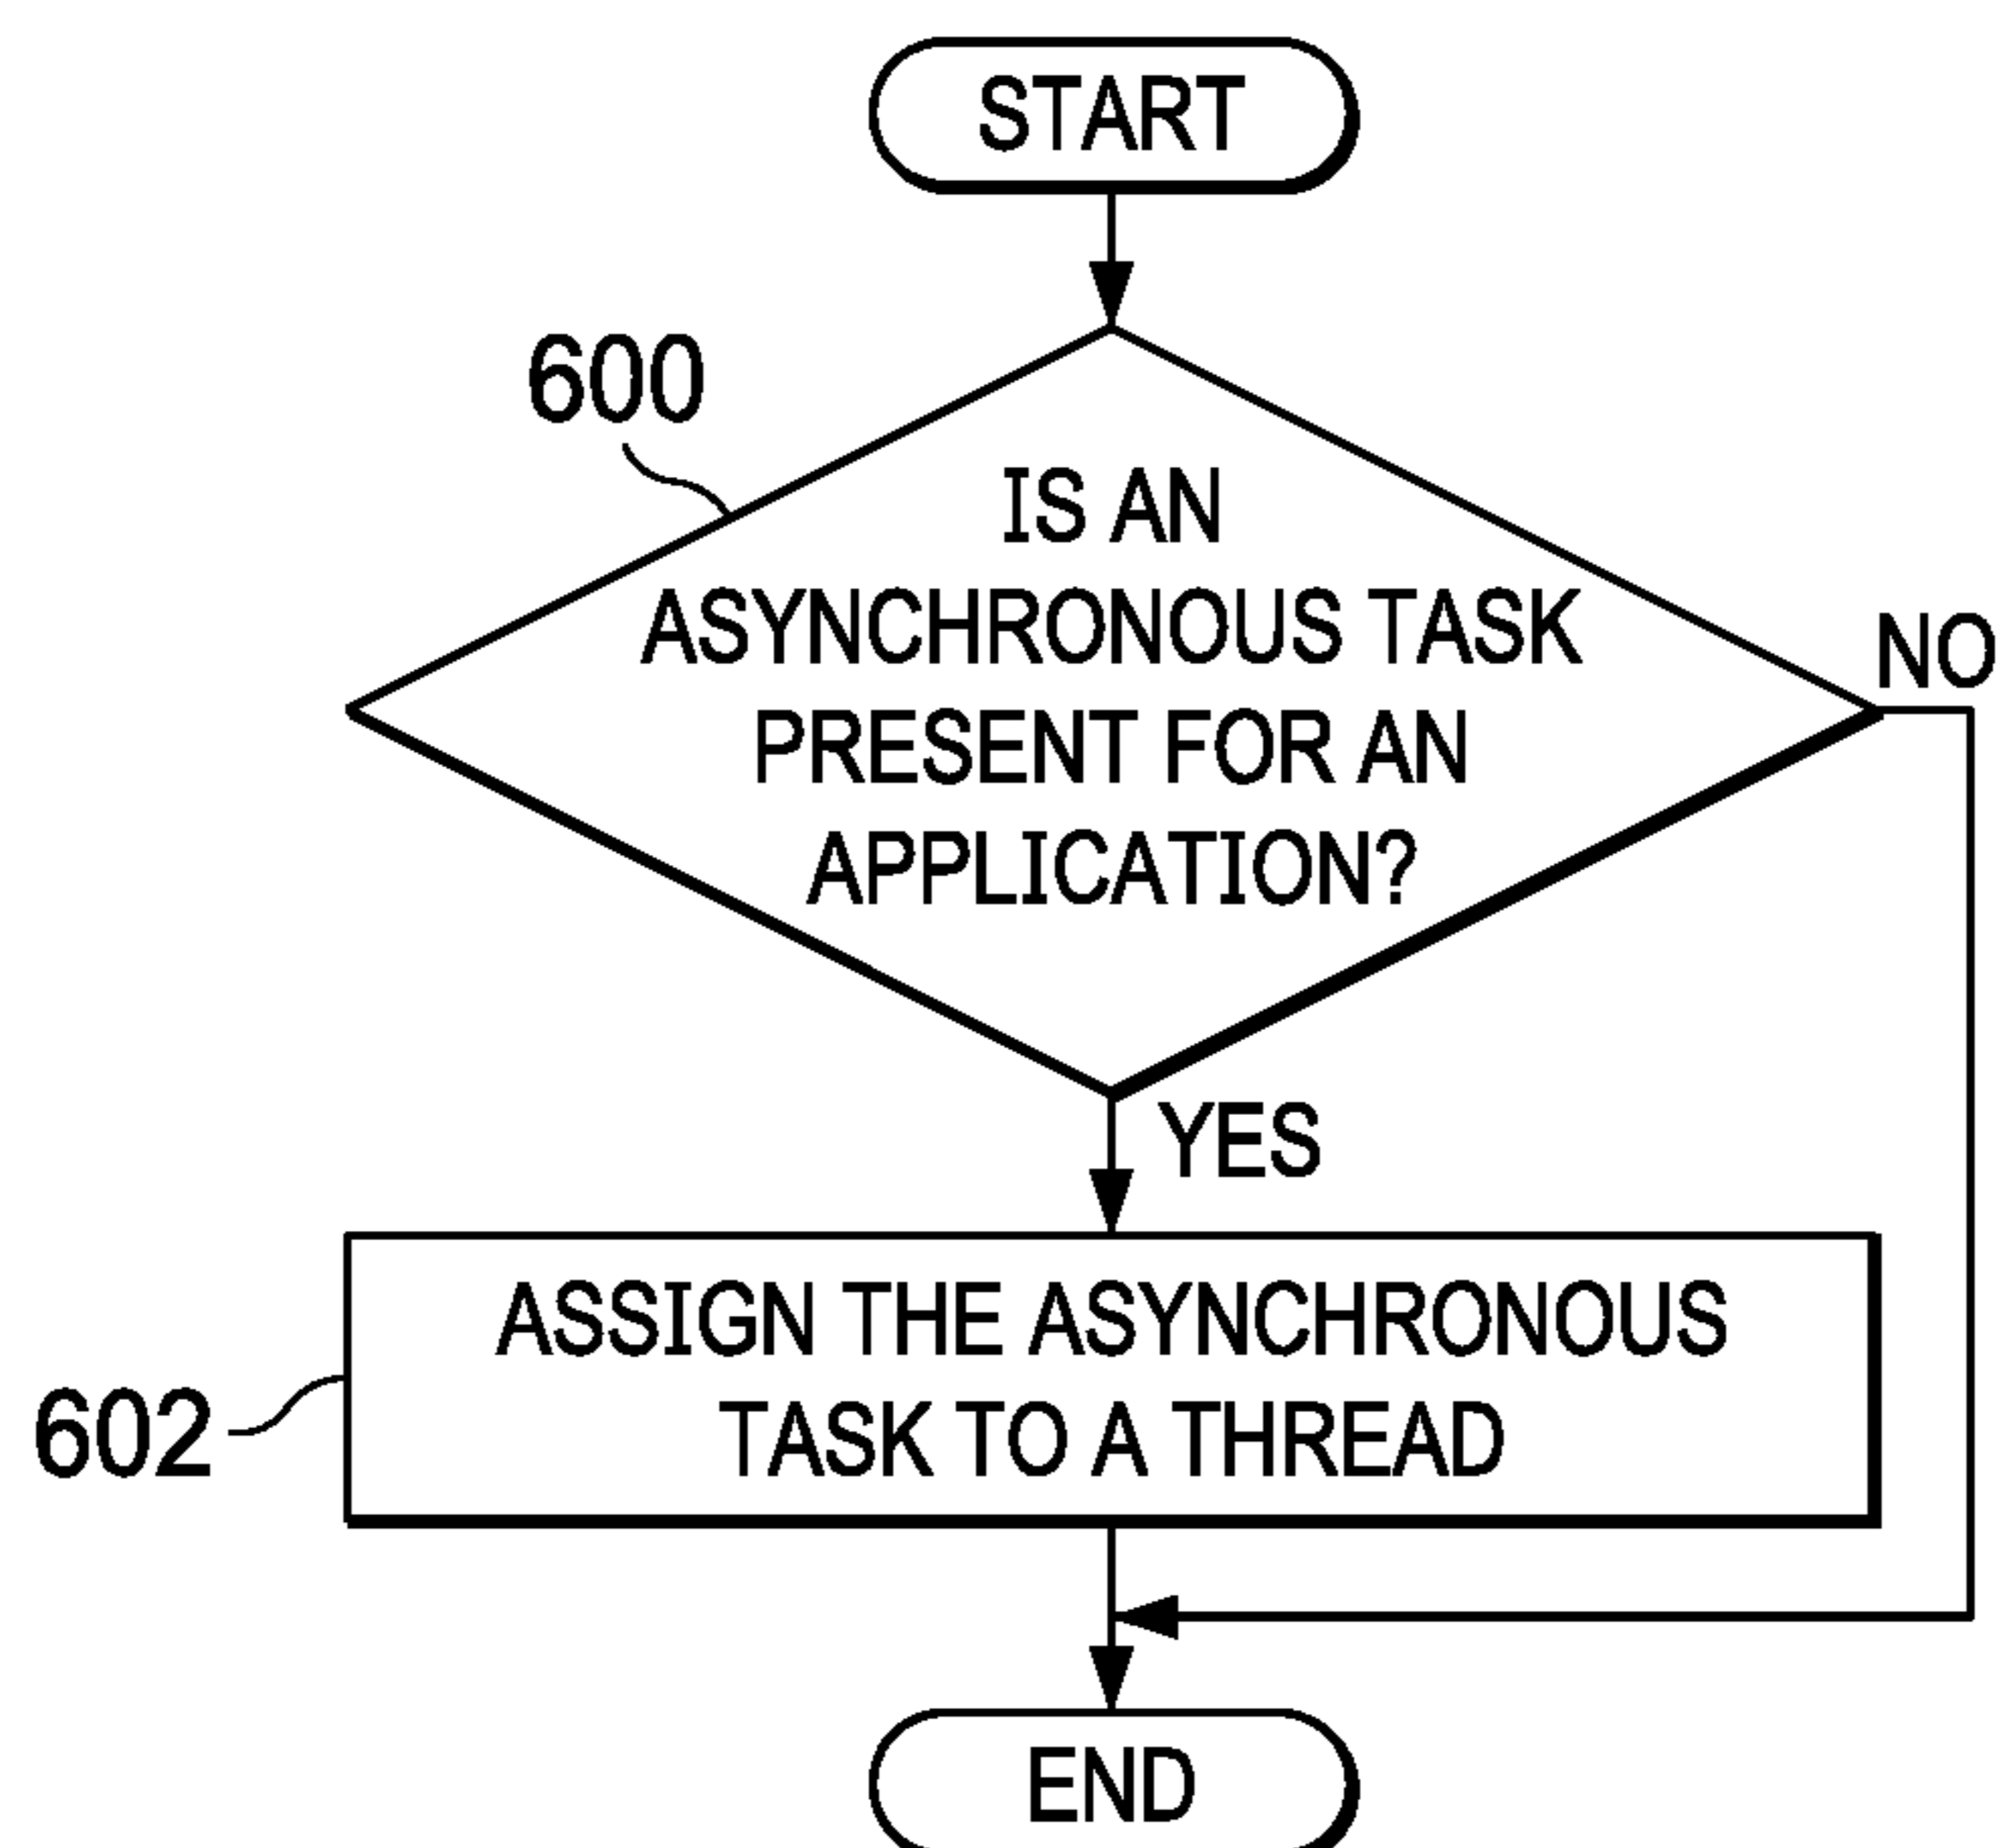 START
600
IS AN
ASYNCHRONOUS TASK
PRESENT FOR AN
APPLICATION?
NO
YES
ASSIGN THE ASYNCHRONOUS
TASK TO A THREAD
602
END